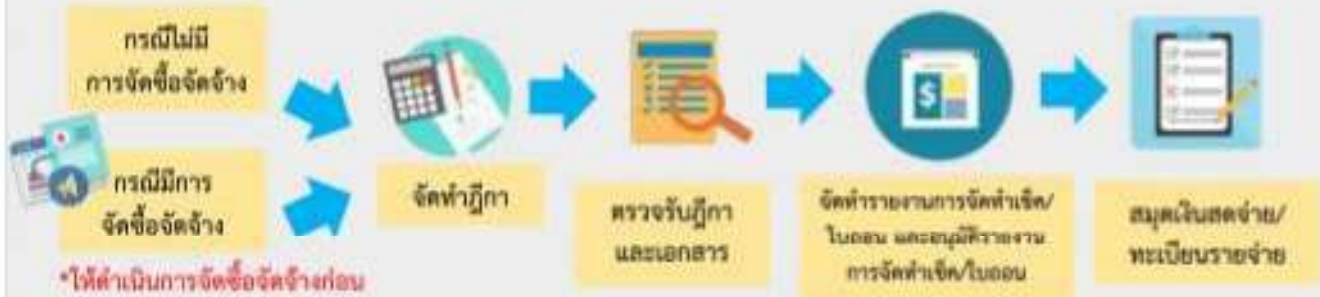 กรณีไม่มี
การจัดซื้อจัดจ้าง
กรณีมีการ
จัดซื้อจัดจ้าง
*ให้ดำเนินการจัดซื้อจัดจ้างก่อน
จัดทำฎีกา
ตรวจรับฎีกา
และเอกสาร
$
จัดทำรายงานการจัดทำเช็ค/
ใบถอน และอนุมัติรายงาน
การจัดทำเช็ค/ใบถอน
สมุดเงินสดจ่าย/
ทะเบียนรายจ่าย